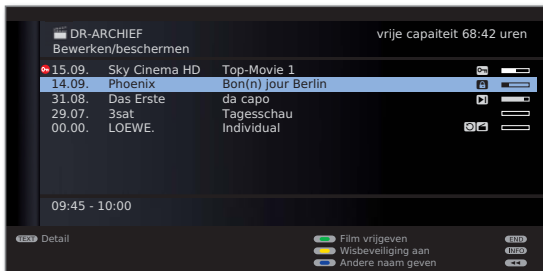 DR-ARCHIEF vrije capaiteit 68:42 uren
Bewerken/beschermen
15.09. Sky Cinema HD Top-Movie 1
14.09. Phoenix Bon(n) jour Berlin
31.08. Das Erste da capo
29.07. 3sat Tagesschau
00.00. LOEWE. Individual
09:45 - 10:00
TEXT Detail Film vrijgeven END
Wisbeveiliging aan INFO
Andere naam geven